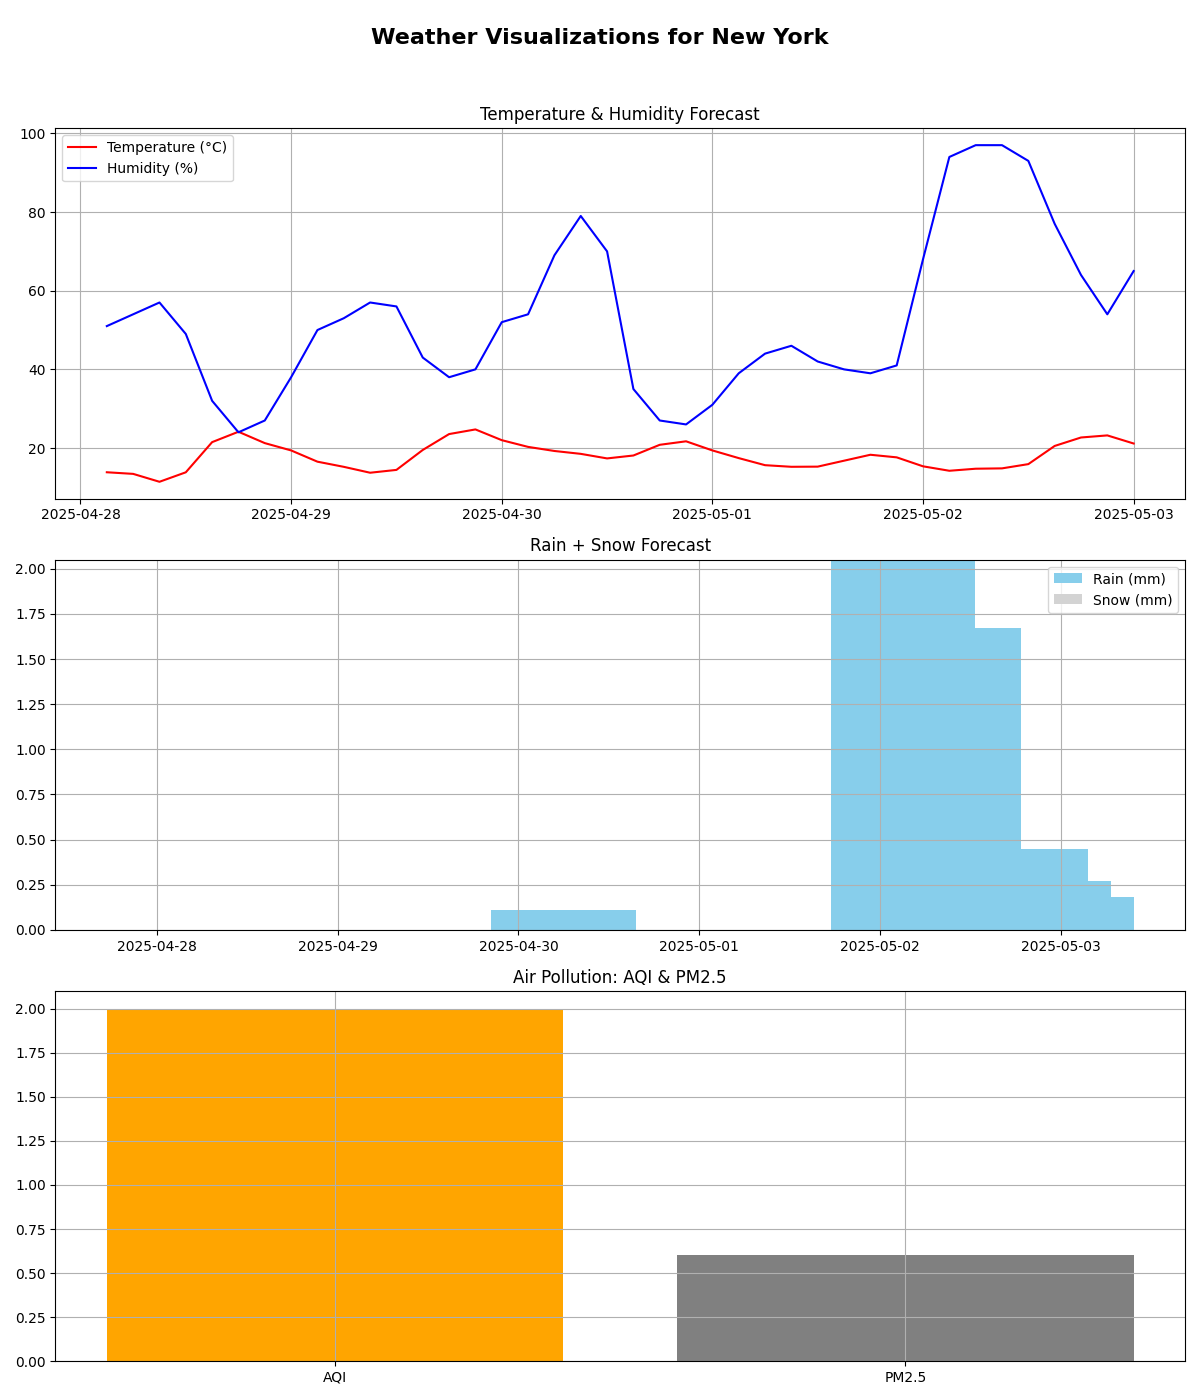 Weather Visualizations for New York
Temperature & Humidity Forecast
100
80
60
40
20
Temperature (°C)
Humidity (%)
2025-04-28 2025-04-29 2025-04-30 2025-05-01 2025-05-02 2025-05-03
Rain + Snow Forecast
2.00
1.75
1.50
1.25
1.00
0.75
0.50
0.25
0.00
Rain (mm)
Snow (mm)
2025-04-28 2025-04-29 2025-04-30 2025-05-01 2025-05-02 2025-05-03
Air Pollution: AQI & PM2.5
2.00
1.75
1.50
1.25
1.00
0.75
0.50
0.25
0.00
AQI PM2.5